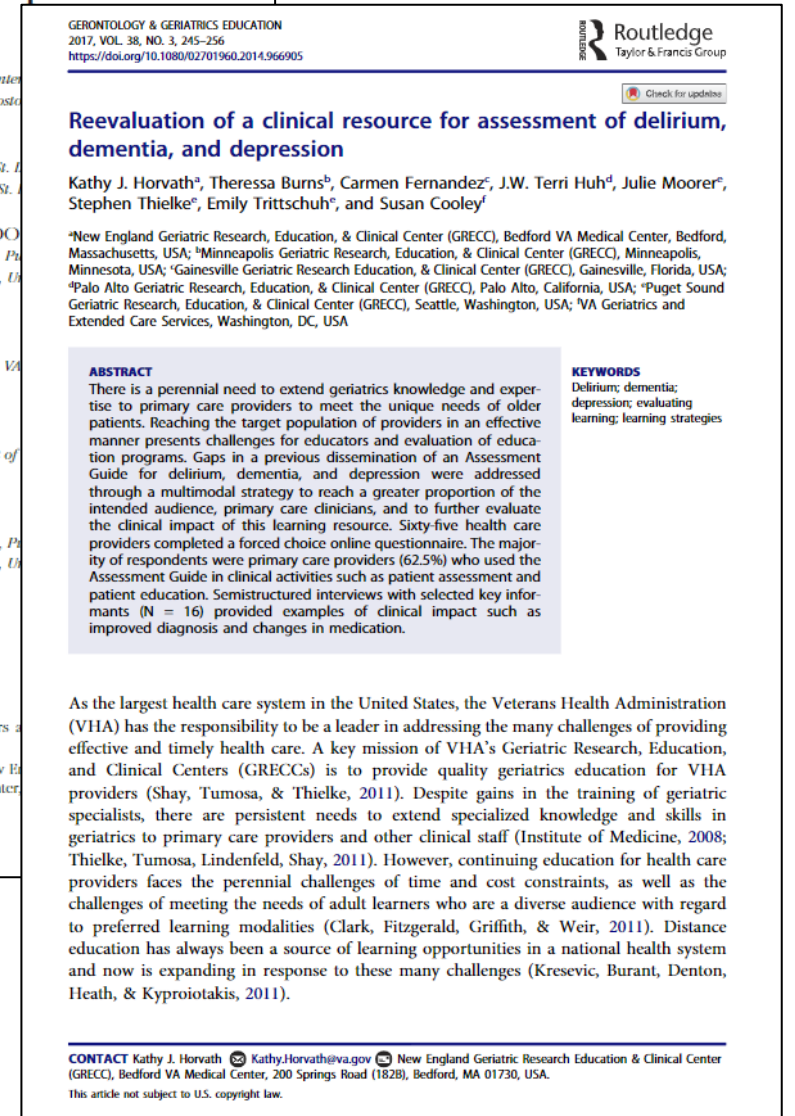 GERONTOLOGY & GERIATRICS EDUCATION
2017, VOL. 38, NO. 3, 245–256
https://doi.org/10.1080/02701960.2014.966905
ROUTLEDGE
Routledge
Taylor & Francis Group
Check for updates
Reevaluation of a clinical resource for assessment of delirium,
dementia, and depression
Kathy J. Horvathᵃ, Theressa Burnsᵇ, Carmen Fernandezᶜ, J.W. Terri Huhᵈ, Julie Moorerᵉ,
Stephen Thielkeᵉ, Emily Trittschuhᵉ, and Susan Cooleyᶠ
ᵃNew England Geriatric Research, Education, & Clinical Center (GRECC), Bedford VA Medical Center, Bedford,
Massachusetts, USA; ᵇMinneapolis Geriatric Research, Education, & Clinical Center (GRECC), Minneapolis,
Minnesota, USA; ᶜGainesville Geriatric Research Education, & Clinical Center (GRECC), Gainesville, Florida, USA;
ᵈPalo Alto Geriatric Research, Education, & Clinical Center (GRECC), Palo Alto, California, USA; ᵉPuget Sound
Geriatric Research, Education, & Clinical Center (GRECC), Seattle, Washington, USA; ᶠVA Geriatrics and
Extended Care Services, Washington, DC, USA
ABSTRACT
There is a perennial need to extend geriatrics knowledge and exper-
tise to primary care providers to meet the unique needs of older
patients. Reaching the target population of providers in an effective
manner presents challenges for educators and evaluation of educa-
tion programs. Gaps in a previous dissemination of an Assessment
Guide for delirium, dementia, and depression were addressed
through a multimodal strategy to reach a greater proportion of the
intended audience, primary care clinicians, and to further evaluate
the clinical impact of this learning resource. Sixty-five health care
providers completed a forced choice online questionnaire. The major-
ity of respondents were primary care providers (62.5%) who used the
Assessment Guide in clinical activities such as patient assessment and
patient education. Semistructured interviews with selected key infor-
mants (N = 16) provided examples of clinical impact such as
improved diagnosis and changes in medication.
KEYWORDS
Delirium; dementia;
depression; evaluating
learning; learning strategies
As the largest health care system in the United States, the Veterans Health Administration
(VHA) has the responsibility to be a leader in addressing the many challenges of providing
effective and timely health care. A key mission of VHA's Geriatric Research, Education,
and Clinical Centers (GRECCs) is to provide quality geriatrics education for VHA
providers (Shay, Tumosa, & Thielke, 2011). Despite gains in the training of geriatric
specialists, there are persistent needs to extend specialized knowledge and skills in
geriatrics to primary care providers and other clinical staff (Institute of Medicine, 2008;
Thielke, Tumosa, Lindenfeld, Shay, 2011). However, continuing education for health care
providers faces the perennial challenges of time and cost constraints, as well as the
challenges of meeting the needs of adult learners who are a diverse audience with regard
to preferred learning modalities (Clark, Fitzgerald, Griffith, & Weir, 2011). Distance
education has always been a source of learning opportunities in a national health system
and now is expanding in response to these many challenges (Kresevic, Burant, Denton,
Heath, & Kyproiotakis, 2011).
CONTACT Kathy J. Horvath Kathy.Horvath@va.gov New England Geriatric Research Education & Clinical Center
(GRECC), Bedford VA Medical Center, 200 Springs Road (182B), Bedford, MA 01730, USA.
This article not subject to U.S. copyright law.